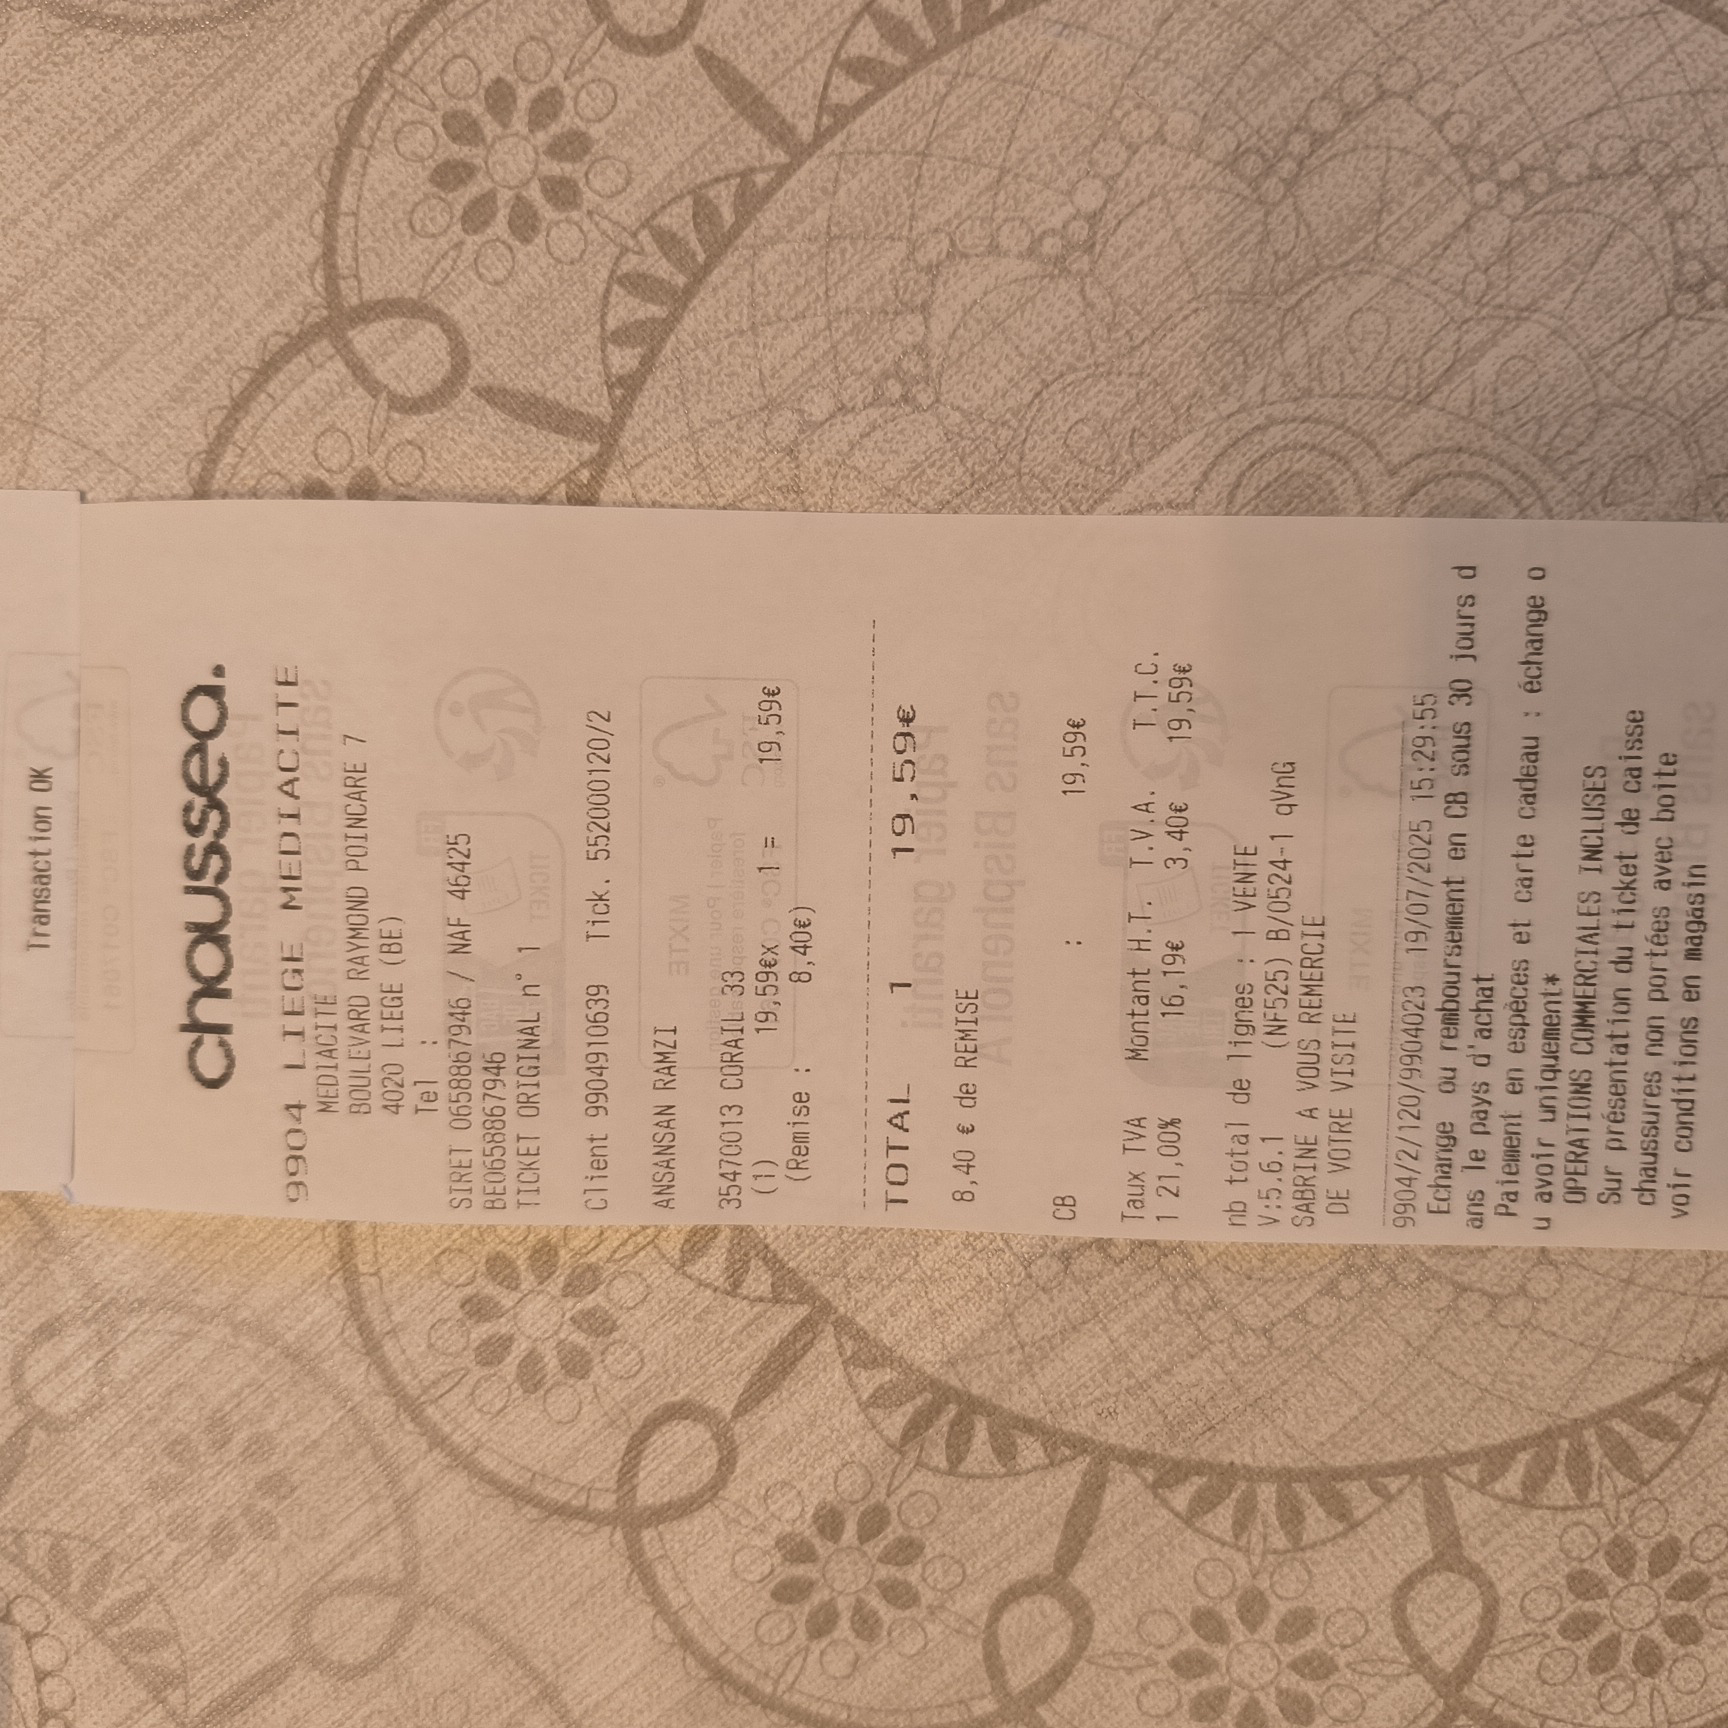 Transaction OK
chaussea.
9904 LIEGE MEDIACITE
MEDIACITE
BOULEVARD RAYMOND POINCARE 7
4020 LIEGE (BE)
Tel :
SIRET 0658867946 / NAF 46425
BE0658867946
TICKET ORIGINAL n° 1
Client 990491O639 Tick. 552000120/2
ANSANSAN RAMZI
35470013 CORAIL 33
(1) 19,59€x 1 = 19,59€
(Remise : 8,40€)
TOTAL 1 19,59€
8,40 € de REMISE
CB : 19,59€
Taux TVA Montant H.T. T.V.A. T.T.C.
1 21,00% 16,19€ 3,40€ 19,59€
nb total de lignes : 1 VENTE
V:5.6.1 (NF525) B/0524-1 qVnG
SABRINE A VOUS REMERCIE
DE VOTRE VISITE
9904/2/120/9904023 19/07/2025 15:29:55
Echange ou remboursement en CB sous 30 jours d
ans le pays d'achat
Paiement en espèces et carte cadeau : échange o
u avoir uniquement*
OPERATIONS COMMERCIALES INCLUSES
Sur présentation du ticket de caisse
chaussures non portées avec boite
voir conditions en magasin